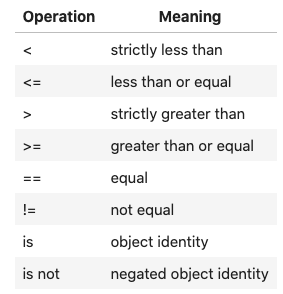 Operation Meaning
< strictly less than
<= less than or equal
> strictly greater than
>= greater than or equal
== equal
!= not equal
is object identity
is not negated object identity